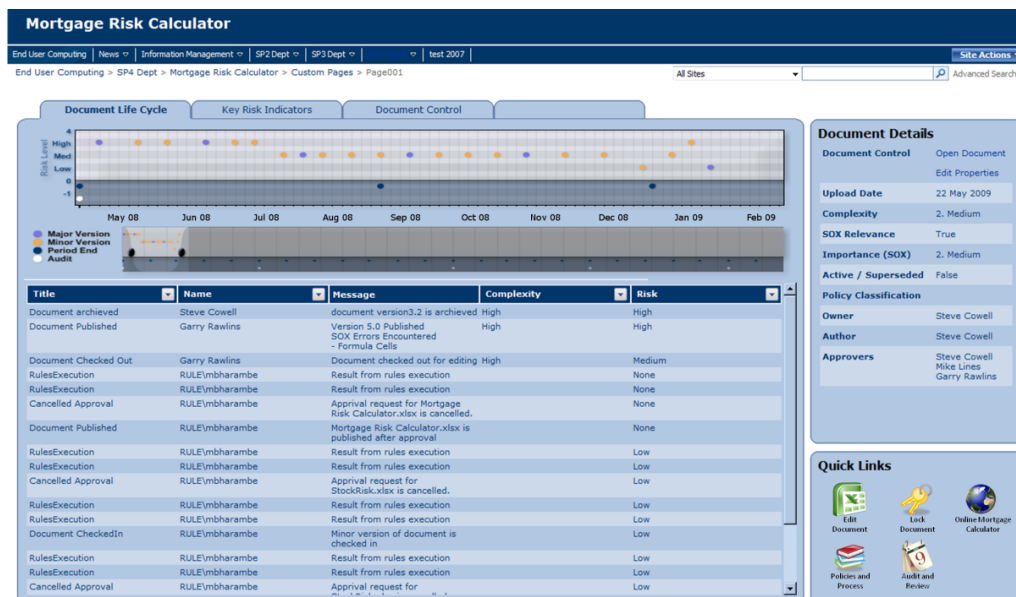 Mortgage Risk Calculator
End User Computing News Information Management SP2 Dept SP3 Dept test 2007 Site Actions
End User Computing > SP4 Dept > Mortgage Risk Calculator > Custom Pages > Page001 All Sites Advanced Search
Document Life Cycle Key Risk Indicators Document Control
Risk Level
4
High
Med
Low
0
-1
May 08 Jun 08 Jul 08 Aug 08 Sep 08 Oct 08 Nov 08 Dec 08 Jan 09 Feb 09
Major Version
Minor Version
Period End
Audit
Title Name Message Complexity Risk
Document archieved Steve Cowell document version3.2 is archieved High High
Document Published Garry Rawlins Version 5.0 Published High High
SOX Errors Encountered
- Formula Cells
Document Checked Out Garry Rawlins Document checked out for editing High Medium
RulesExecution RULE\mbharambe Result from rules execution None
RulesExecution RULE\mbharambe Result from rules execution None
Cancelled Approval RULE\mbharambe Apprival request for Mortgage None
Risk Calculator.xlsx is cancelled.
Document Published RULE\mbharambe Mortgage Risk Calculator.xlsx is None
published after approval
RulesExecution RULE\mbharambe Result from rules execution Low
RulesExecution RULE\mbharambe Result from rules execution Low
Cancelled Approval RULE\mbharambe Apprival request for Low
StockRisk.xlsx is cancelled.
RulesExecution RULE\mbharambe Result from rules execution Low
RulesExecution RULE\mbharambe Result from rules execution Low
Document CheckedIn RULE\mbharambe Minor version of document is Low
checked in
RulesExecution RULE\mbharambe Result from rules execution Low
RulesExecution RULE\mbharambe Result from rules execution Low
Cancelled Approval RULE\mbharambe Apprival request for Low
Document Details
Document Control Open Document
Edit Properties
Upload Date 22 May 2009
Complexity 2. Medium
SOX Relevance True
Importance (SOX) 2. Medium
Active / Superseded False
Policy Classification
Owner Steve Cowell
Author Steve Cowell
Approvers Steve Cowell
Mike Lines
Garry Rawlins
Quick Links
Edit Document
Lock Document
Online Mortgage Calculator
Policies and Process
9
Audit and Review